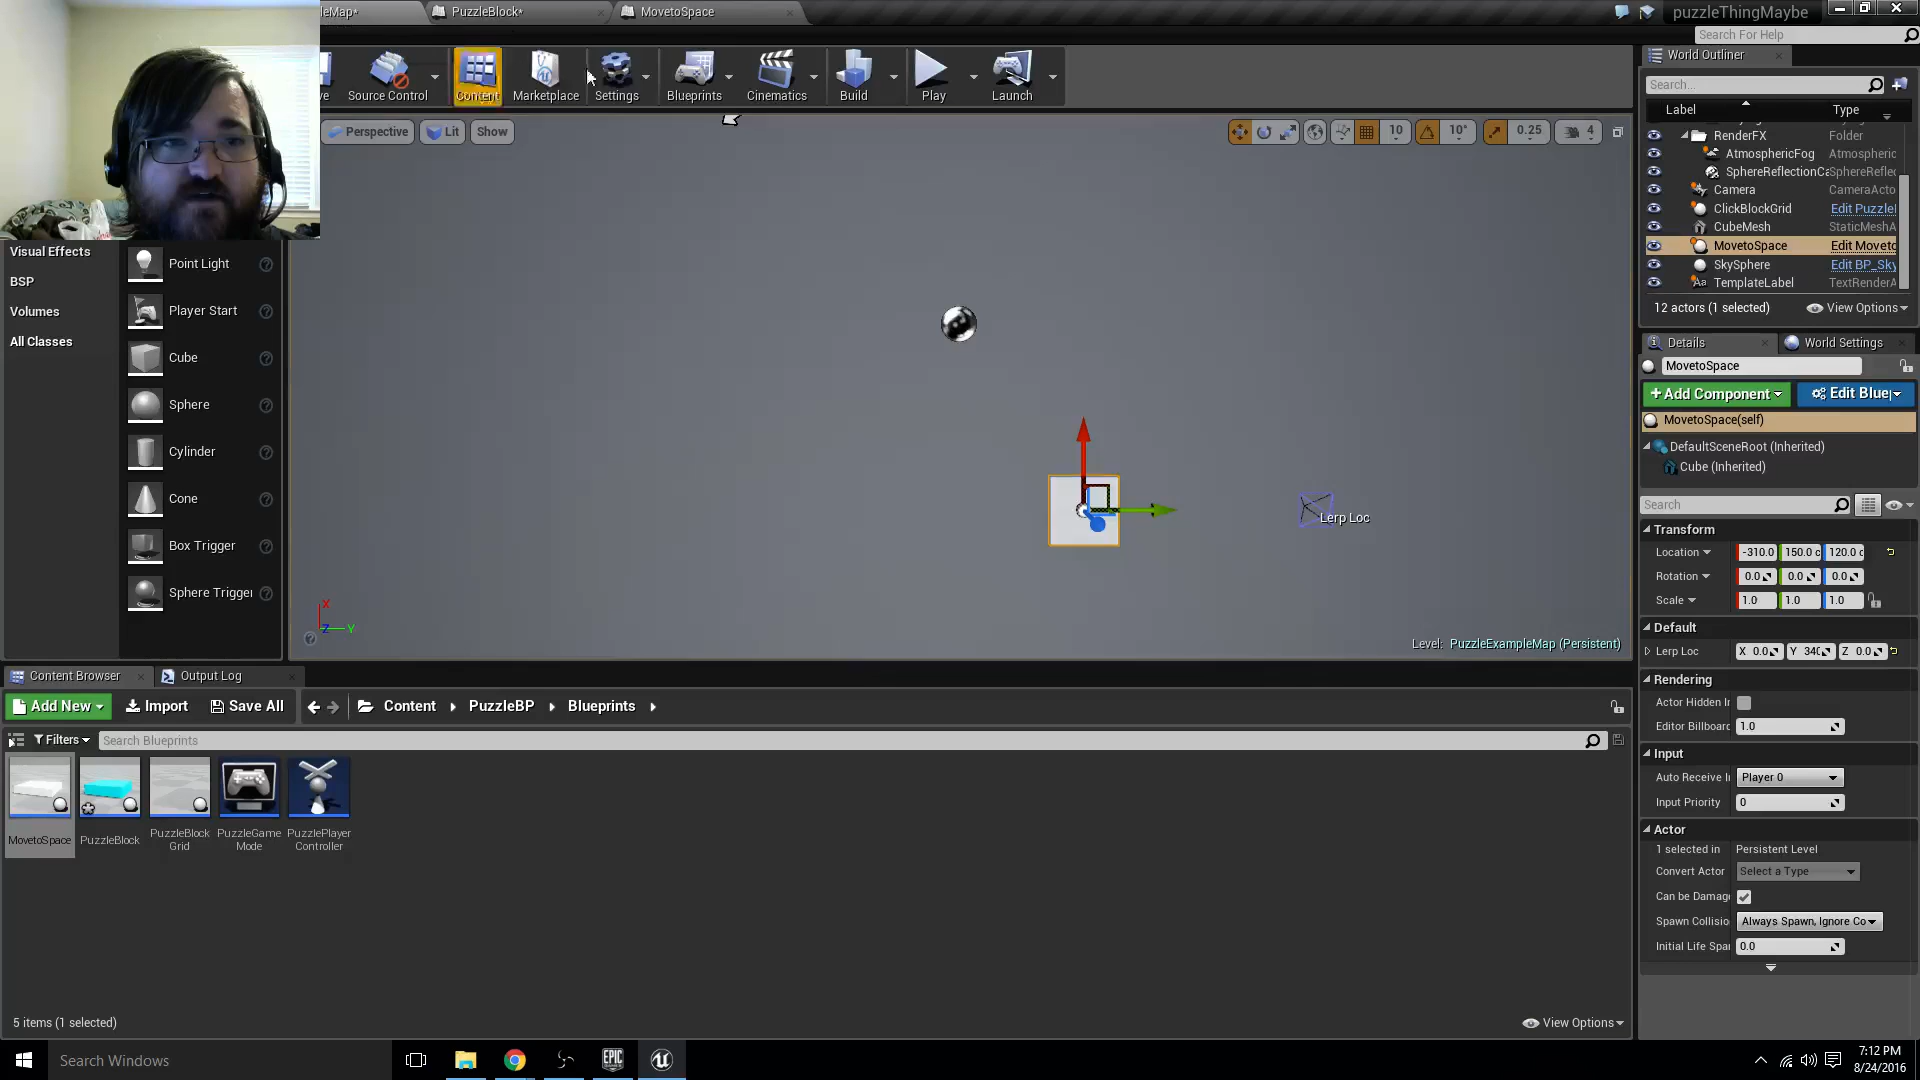 leMap*
PuzzleBlock*
MovetoSpace
puzzleThingMaybe
Search For Help
ve
Source Control
Content
Marketplace
Settings
Blueprints
Cinematics
Build
Play
Launch
Perspective
Lit
Show
10
10°
0.25
4
World Outliner
Search...
Label
Type
RenderFX
Folder
AtmosphericFog
Atmospheric
SphereReflectionCa
SphereReflec
Camera
CameraActo
ClickBlockGrid
Edit Puzzlel
CubeMesh
StaticMeshA
MovetoSpace
Edit Moveto
SkySphere
Edit BP_Sky
TemplateLabel
TextRenderA
12 actors (1 selected)
View Options
Visual Effects
BSP
Volumes
All Classes
Point Light
Player Start
Cube
Sphere
Cylinder
Cone
Box Trigger
Sphere Trigger
Lerp Loc
X
Z
Y
Level: PuzzleExampleMap (Persistent)
Details
World Settings
MovetoSpace
+Add Component
Edit Blue
MovetoSpace(self)
DefaultSceneRoot (Inherited)
Cube (Inherited)
Search
Transform
Location
-310.0
150.0 c
120.0 c
Rotation
0.0
0.0
0.0
Scale
1.0
1.0
1.0
Default
Lerp Loc
X 0.0
Y 340
Z 0.0
Rendering
Actor Hidden In
Editor Billboard
1.0
Input
Auto Receive I
Player 0
Input Priority
0
Actor
1 selected in
Persistent Level
Convert Actor
Select a Type
Can be Damag
Spawn Collisio
Always Spawn, Ignore Co
Initial Life Spa
0.0
Content Browser
Output Log
Add New
Import
Save All
Content
PuzzleBP
Blueprints
Filters
Search Blueprints
MovetoSpace
PuzzleBlock
PuzzleBlock
Grid
PuzzleGame
Mode
PuzzlePlayer
Controller
5 items (1 selected)
View Options
Search Windows
EPIC
GAMES
7:12 PM
8/24/2016